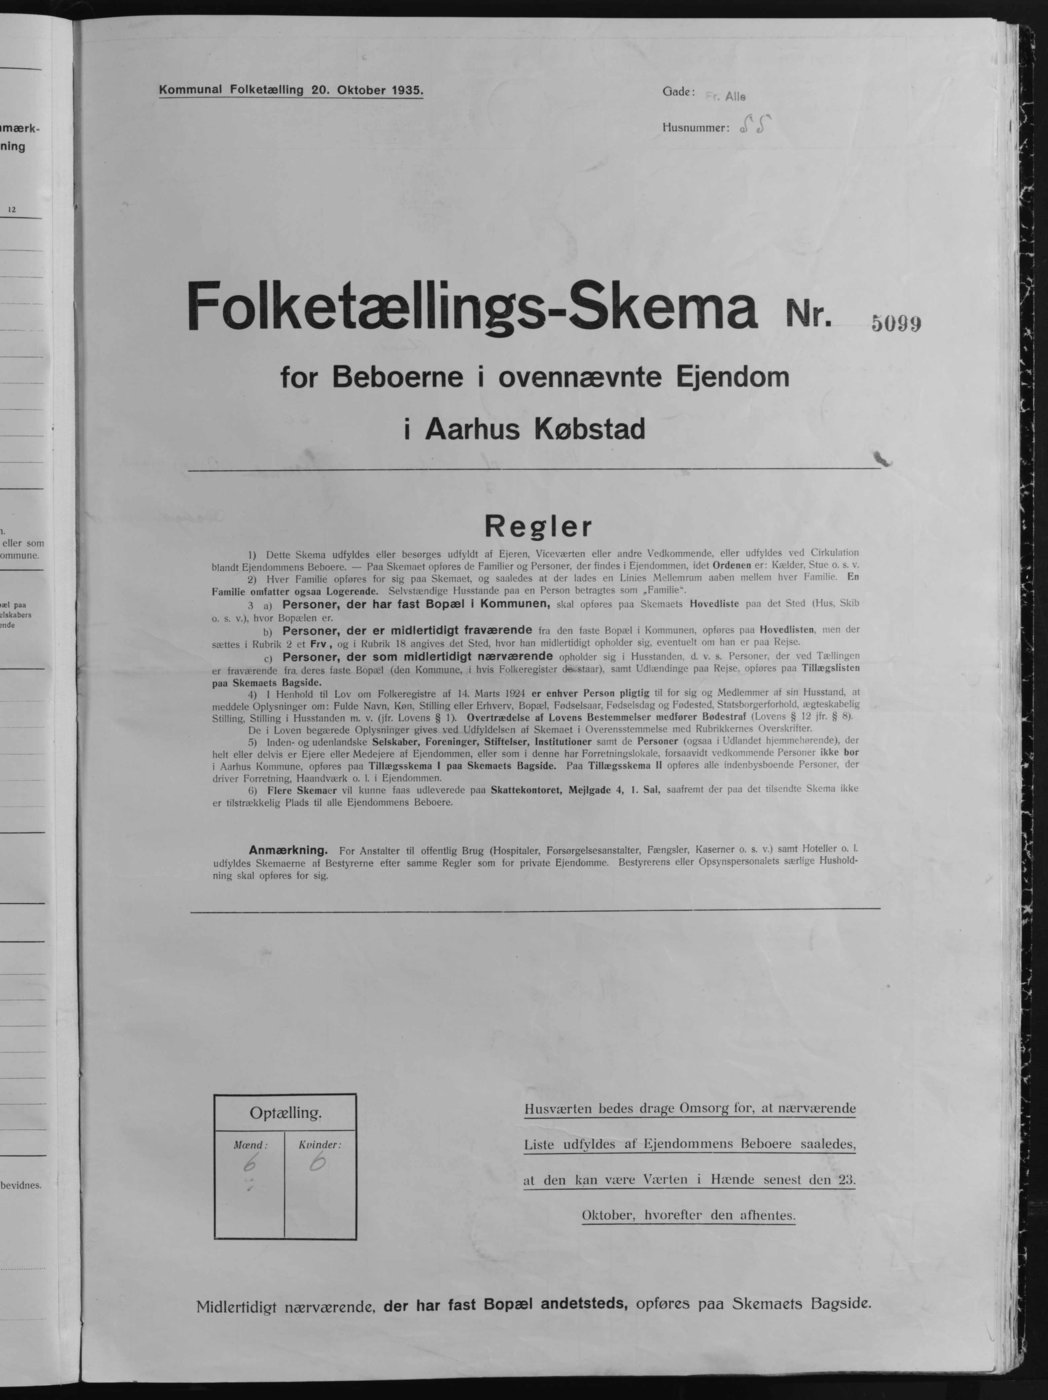 mærk-
ning
12
eller som
ommune.
æl paa
elskabers
ende
bevidnes.
Kommunal Folketælling 20. Oktober 1935.
Gade: Fr. Alle
Husnummer: 55
Folketællings-Skema Nr. 5099
for Beboerne i ovennævnte Ejendom
i Aarhus Købstad
Regler
1) Dette Skema udfyldes eller besørges udfyldt af Ejeren, Viceværten eller andre Vedkommende, eller udfyldes ved Cirkulation
blandt Ejendommens Beboere. — Paa Skemaet opføres de Familier og Personer, der findes i Ejendommen, idet Ordenen er: Kælder, Stue o. s. v.
2) Hver Familie opføres for sig paa Skemaet, og saaledes at der lades en Linies Mellemrum aaben mellem hver Familie. En
Familie omfatter ogsaa Logerende. Selvstændige Husstande paa en Person betragtes som „Familie“.
3 a) Personer, der har fast Bopæl i Kommunen, skal opføres paa Skemaets Hovedliste paa det Sted (Hus, Skib
o. s. v.), hvor Bopælen er.
b) Personer, der er midlertidigt fraværende fra den faste Bopæl i Kommunen, opføres paa Hovedlisten, men der
sættes i Rubrik 2 et Frv., og i Rubrik 18 angives det Sted, hvor han midlertidigt opholder sig, eventuelt om han er paa Rejse.
c) Personer, der som midlertidigt nærværende opholder sig i Husstanden, d. v. s. Personer, der ved Tællingen
er fraværende fra deres faste Bopæl (den Kommune, i hvis Folkeregister de staar), samt Udlændinge paa Rejse, opføres paa Tillægslisten
paa Skemaets Bagside.
4) I Henhold til Lov om Folkeregistre af 14. Marts 1924 er enhver Person pligtig til for sig og Medlemmer af sin Husstand, at
meddele Oplysninger om: Fulde Navn, Køn, Stilling eller Erhverv, Bopæl, Fødselsaar, Fødselsdag og Fødested, Statsborgerforhold, ægteskabelig
Stilling, Stilling i Husstanden m. v. (jfr. Lovens § 1). Overtrædelse af Lovens Bestemmelser medfører Bødestraf (Lovens § 12 jfr. § 8).
De i Loven begærede Oplysninger gives ved Udfyldelsen af Skemaet i Overensstemmelse med Rubrikkernes Overskrifter.
5) Inden- og udenlandske Selskaber, Foreninger, Stiftelser, Institutioner samt de Personer (ogsaa i Udlandet hjemmehørende), der
helt eller delvis er Ejere eller Medejere af Ejendommen, eller som i denne har Forretningslokale, forsaavidt vedkommende Personer ikke bor
i Aarhus Kommune, opføres paa Tillægsskema I paa Skemaets Bagside. Paa Tillægsskema II opføres alle indenbysboende Personer, der
driver Forretning, Haandværk o. l. i Ejendommen.
6) Flere Skemaer vil kunne faas udleverede paa Skattekontoret, Mejlgade 4, 1. Sal, saafremt der paa det tilsendte Skema ikke
er tilstrækkelig Plads til alle Ejendommens Beboere.
Anmærkning. For Anstalter til offentlig Brug (Hospitaler, Forsørgelsesanstalter, Fængsler, Kaserner o. s. v.) samt Hoteller o. l.
udfyldes Skemaerne af Bestyrerne efter samme Regler som for private Ejendomme. Bestyrerens eller Opsynspersonalets særlige Hushold-
ning skal opføres for sig.
Optælling.
Mænd: Kvinder:
6 6
Husværten bedes drage Omsorg for, at nærværende
Liste udfyldes af Ejendommens Beboere saaledes,
at den kan være Værten i Hænde senest den 23.
Oktober, hvorefter den afhentes.
Midlertidigt nærværende, der har fast Bopæl andetsteds, opføres paa Skemaets Bagside.